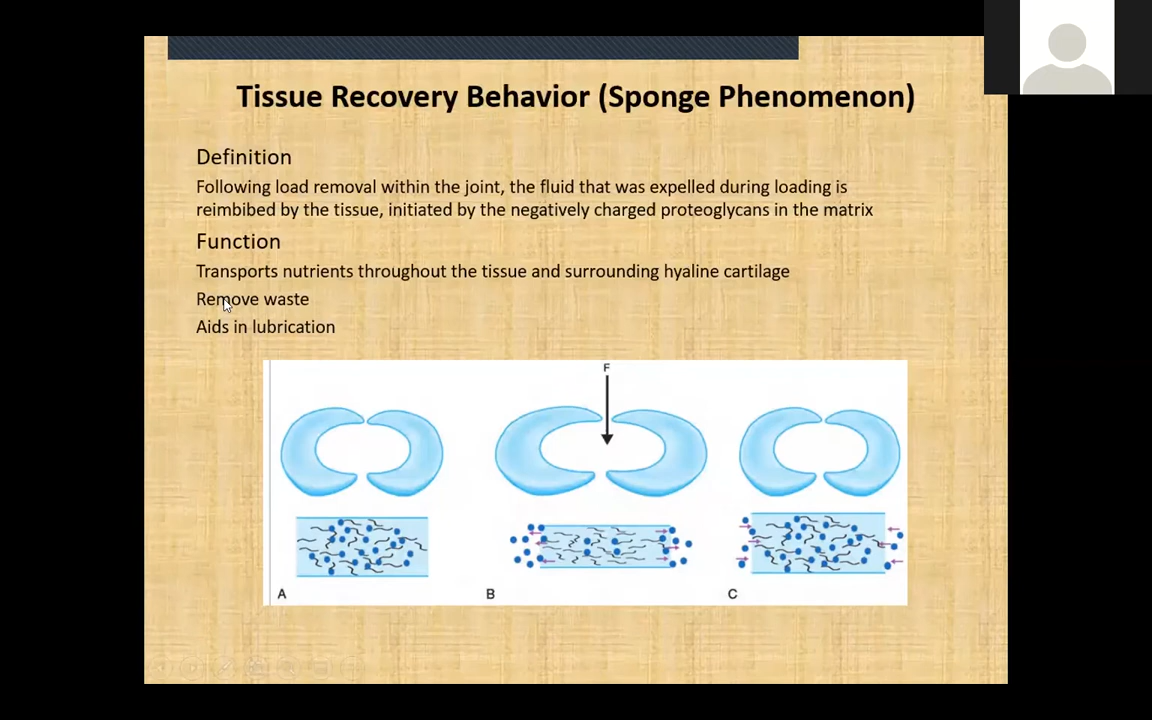 Tissue Recovery Behavior (Sponge Phenomenon)
Definition
Following load removal within the joint, the fluid that was expelled during loading is
reimbibed by the tissue, initiated by the negatively charged proteoglycans in the matrix
Function
Transports nutrients throughout the tissue and surrounding hyaline cartilage
Remove waste
Aids in lubrication
F
A
B
C